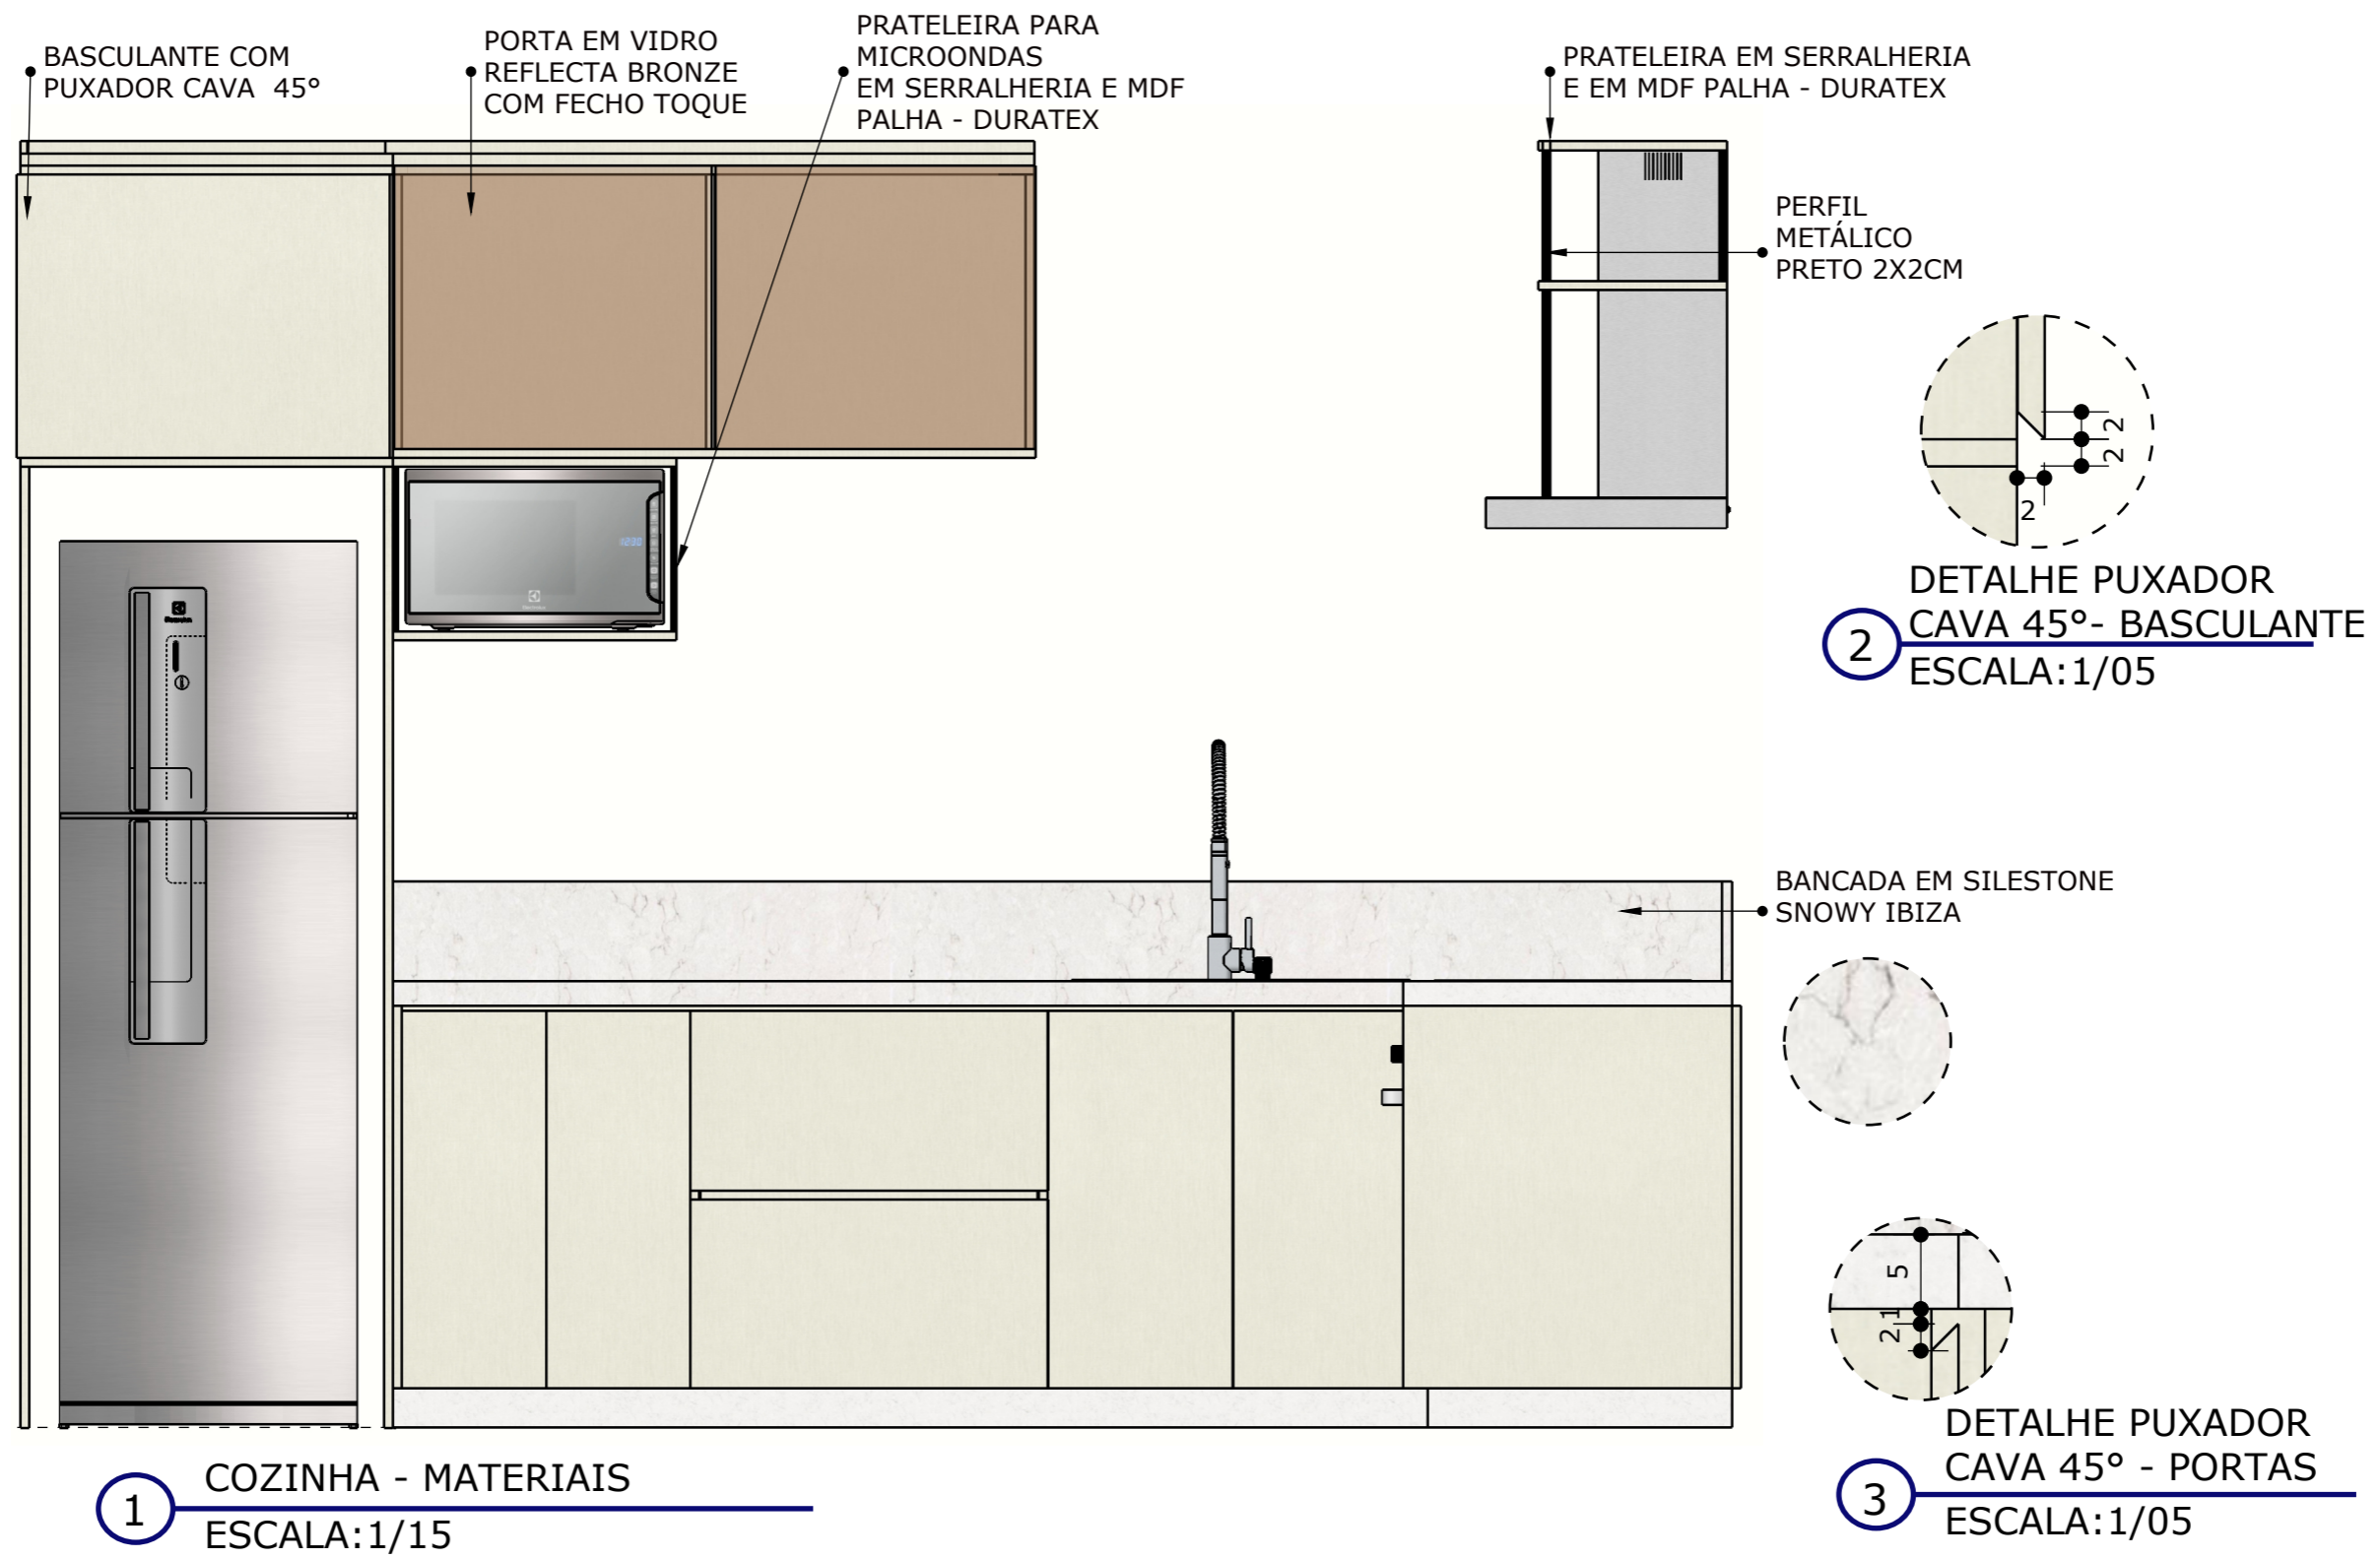 BASCULANTE COM
PUXADOR CAVA 45°
PORTA EM VIDRO
REFLECTA BRONZE
COM FECHO TOQUE
PRATELEIRA PARA
MICROONDAS
EM SERRALHERIA E MDF
PALHA - DURATEX
PRATELEIRA EM SERRALHERIA
E EM MDF PALHA - DURATEX
PERFIL
METÁLICO
PRETO 2X2CM
2
2
2
DETALHE PUXADOR
CAVA 45°- BASCULANTE
2
ESCALA:1/05
BANCADA EM SILESTONE
SNOWY IBIZA
5
1
2
DETALHE PUXADOR
CAVA 45° - PORTAS
3
ESCALA:1/05
COZINHA - MATERIAIS
1
ESCALA:1/15